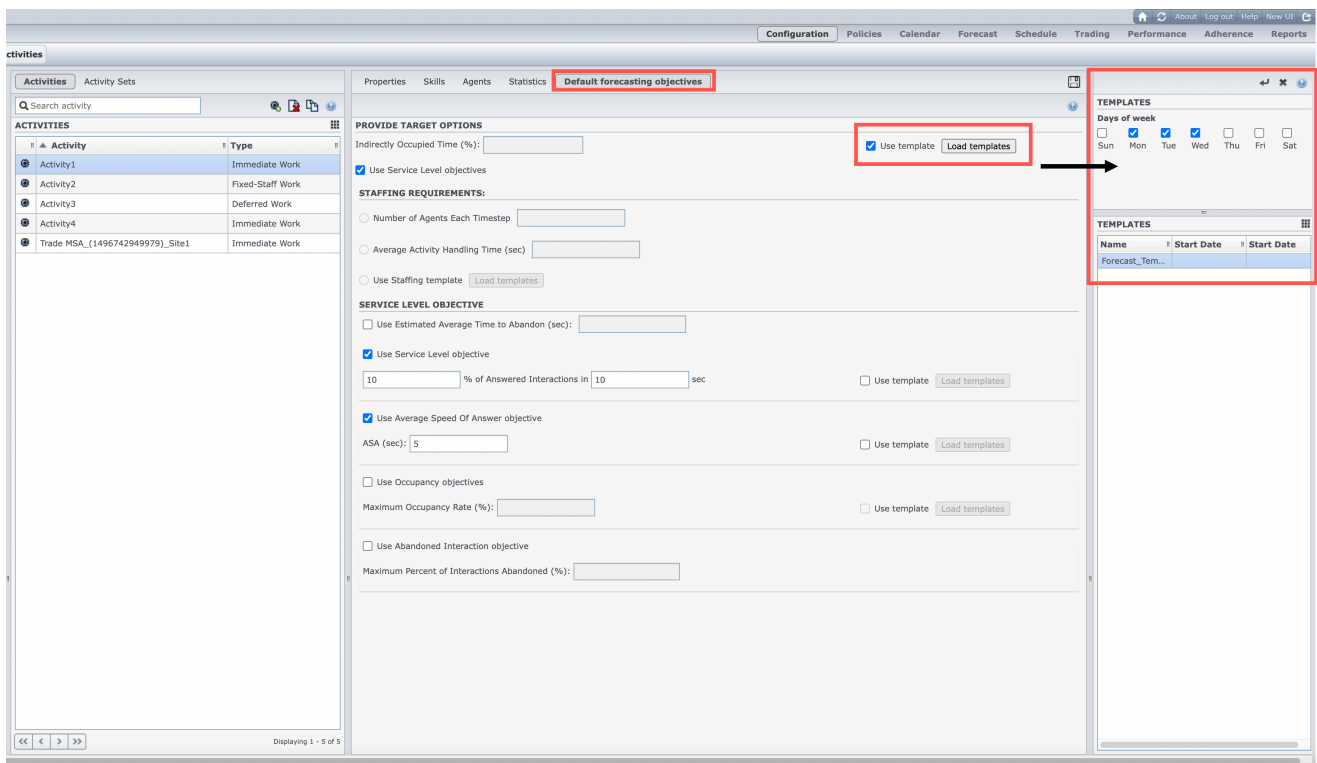 About Log out Help New UI
Configuration Policies Calendar Forecast Schedule Trading Performance Adherence Reports
ctivities
Activities Activity Sets
Properties Skills Agents Statistics Default forecasting objectives
Search activity
ACTIVITIES
Activity Type
Activity1 Immediate Work
Activity2 Fixed-Staff Work
Activity3 Deferred Work
Activity4 Immediate Work
Trade MSA_(1496742949979)_Site1 Immediate Work
Displaying 1 - 5 of 5
PROVIDE TARGET OPTIONS
Indirectly Occupied Time (%): Use template Load templates
Use Service Level objectives
STAFFING REQUIREMENTS:
Number of Agents Each Timestep
Average Activity Handling Time (sec)
Use Staffing template Load templates
SERVICE LEVEL OBJECTIVE
Use Estimated Average Time to Abandon (sec):
Use Service Level objective
10 % of Answered Interactions in 10 sec Use template Load templates
Use Average Speed Of Answer objective
ASA (sec): 5 Use template Load templates
Use Occupancy objectives
Maximum Occupancy Rate (%): Use template Load templates
Use Abandoned Interaction objective
Maximum Percent of Interactions Abandoned (%):
TEMPLATES
Days of week
Sun Mon Tue Wed Thu Fri Sat
TEMPLATES
Name Start Date Start Date
Forecast_Tem...